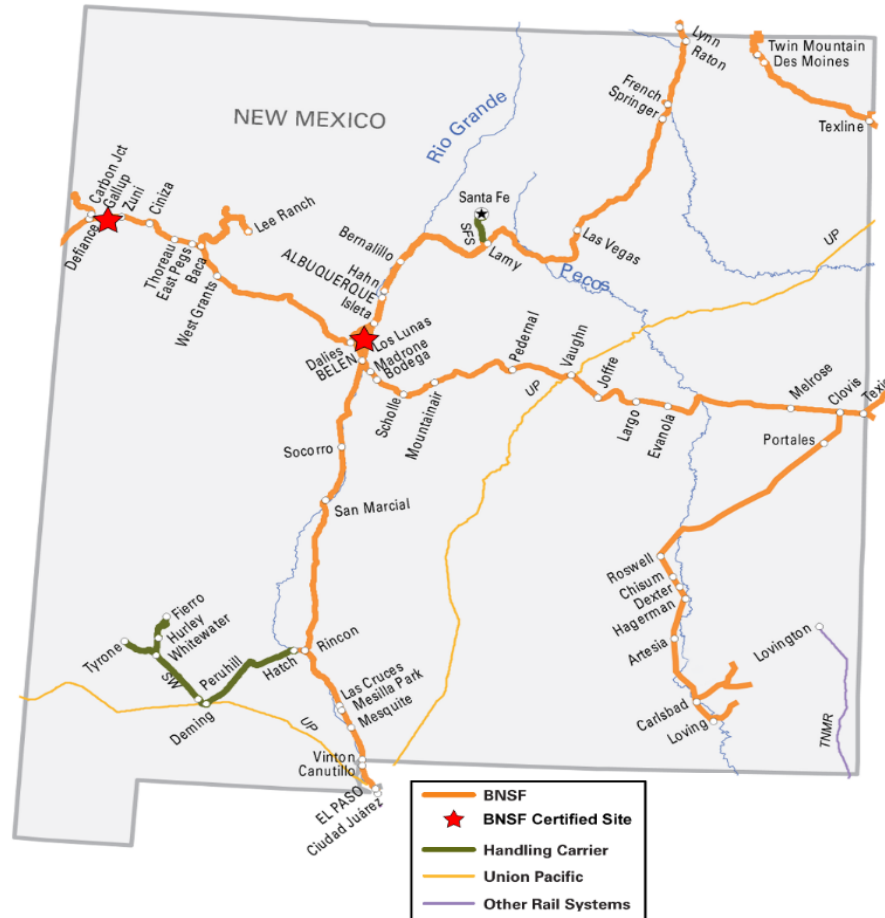 Lynn
Raton
Twin Mountain
Des Moines
French
Springer
NEW MEXICO
Rio Grande
Texline
Carbon Jct
Gallup
Zuni
Ciniza
Santa Fe
Lee Ranch
SFS
Defiance
Thoreau
East Pegs
Baca
Bernalillo
Las Vegas
UP
Lamy
Hahn
ALBUQUERQUE
Isleta
Pecos
West Grants
Los Lunas
Dalies
BELEN
Madrone
Bodega
Pedernal
Vaughn
UP
Joffre
Melrose
Clovis
Scholle
Mountainair
Largo
Evanola
Portales
Socorro
San Marcial
Roswell
Chisum
Dexter
Hagerman
Fierro
Hurley
Whitewater
Tyrone
Rincon
Hatch
Artesia
Lovington
SW
Peruhill
Deming
UP
Las Cruces
Mesilla Park
Mesquite
Carlsbad
Loving
TNMR
Vinton
Canutillo
EL PASO
Ciudad Juárez
BNSF
BNSF Certified Site
Handling Carrier
Union Pacific
Other Rail Systems